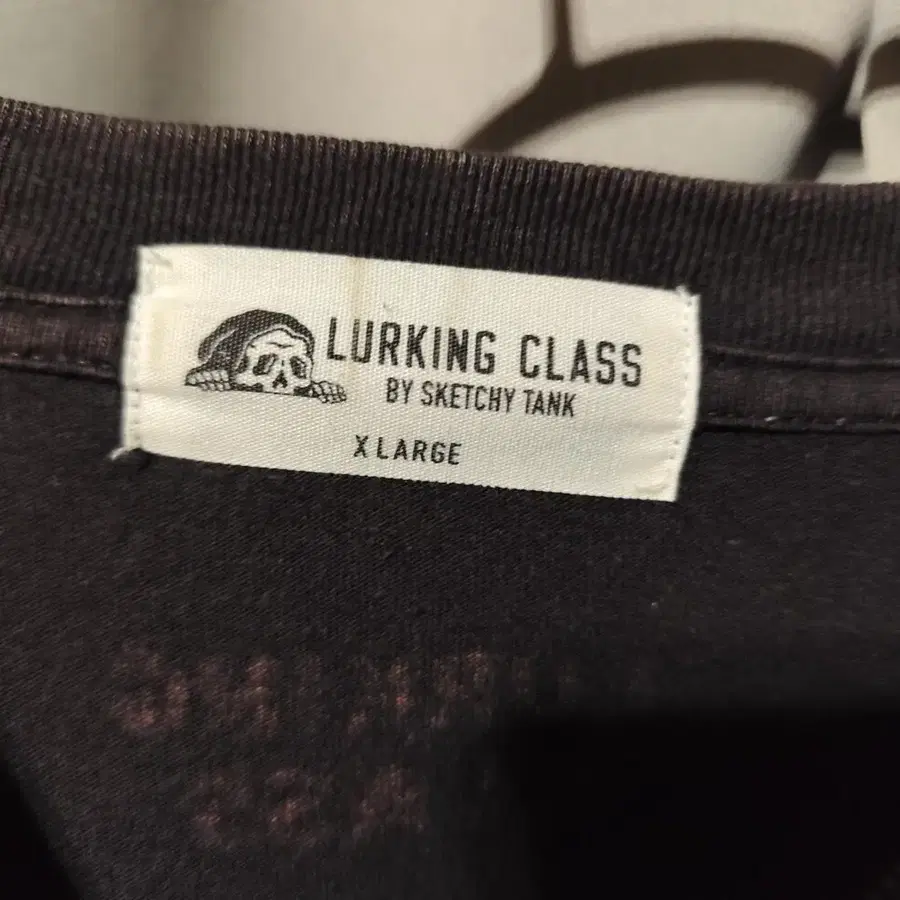 LURKING CLASS
BY SKETCHY TANK
X LARGE